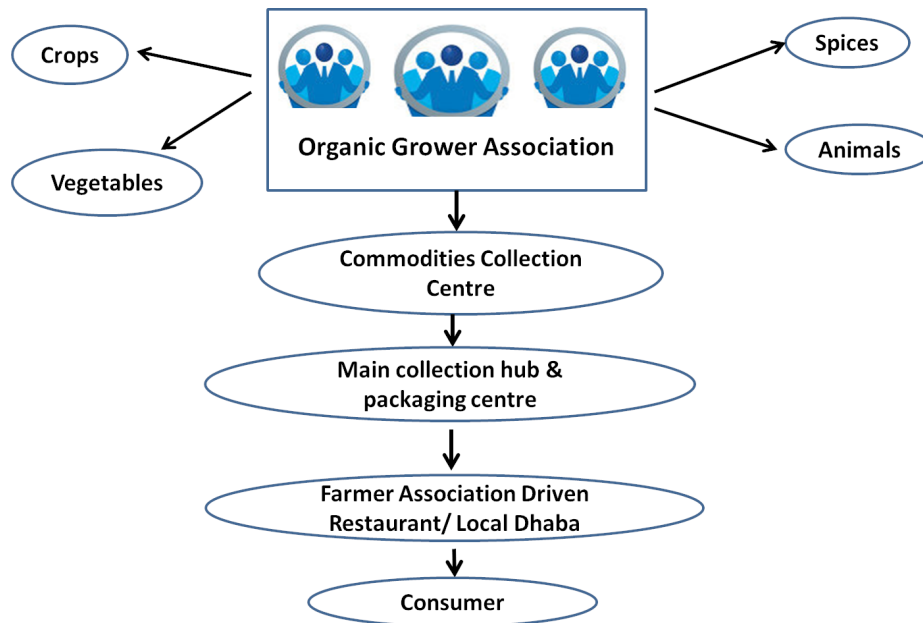 Crops
Spices
Organic Grower Association
Vegetables
Animals
Commodities Collection
Centre
Main collection hub &
packaging centre
Farmer Association Driven
Restaurant/ Local Dhaba
Consumer